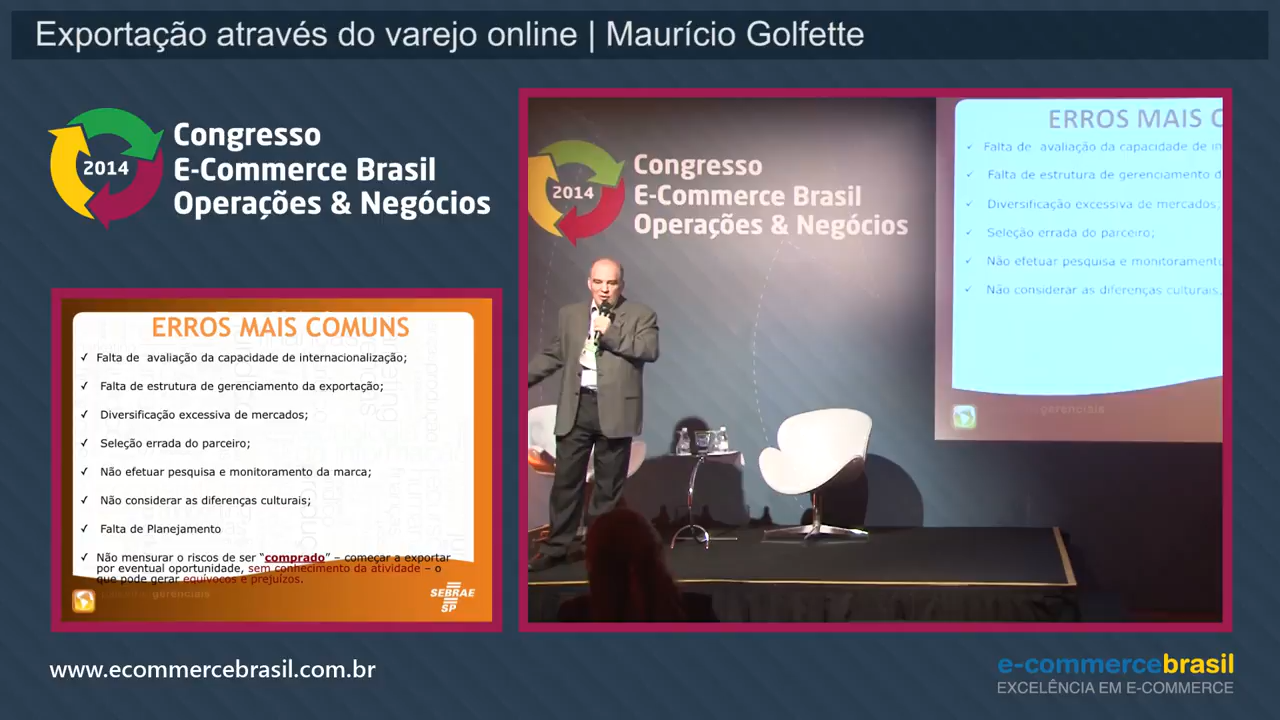 Exportação através do varejo online | Maurício Golfette
2014
Congresso
E-Commerce Brasil
Operações & Negócios
2014
Congresso
E-Commerce Brasil
Operações & Negócios
ERROS MAIS C
✓ Falta de avaliação da capacidade de in
✓ Falta de estrutura de gerenciamento d
✓ Diversificação excessiva de mercados;
✓ Seleção errada do parceiro;
✓ Não efetuar pesquisa e monitoramento
✓ Não considerar as diferenças culturais;
gerenciais
ERROS MAIS COMUNS
✓ Falta de avaliação da capacidade de internacionalização;
✓ Falta de estrutura de gerenciamento da exportação;
✓ Diversificação excessiva de mercados;
✓ Seleção errada do parceiro;
✓ Não efetuar pesquisa e monitoramento da marca;
✓ Não considerar as diferenças culturais;
✓ Falta de Planejamento
✓ Não mensurar o riscos de ser “comprado” – começar a exportar
por eventual oportunidade, sem conhecimento da atividade – o
que pode gerar equívocos e prejuízos.
gerenciais
SEBRAE
SP
www.ecommercebrasil.com.br
e-commercebrasil
EXCELÊNCIA EM E-COMMERCE